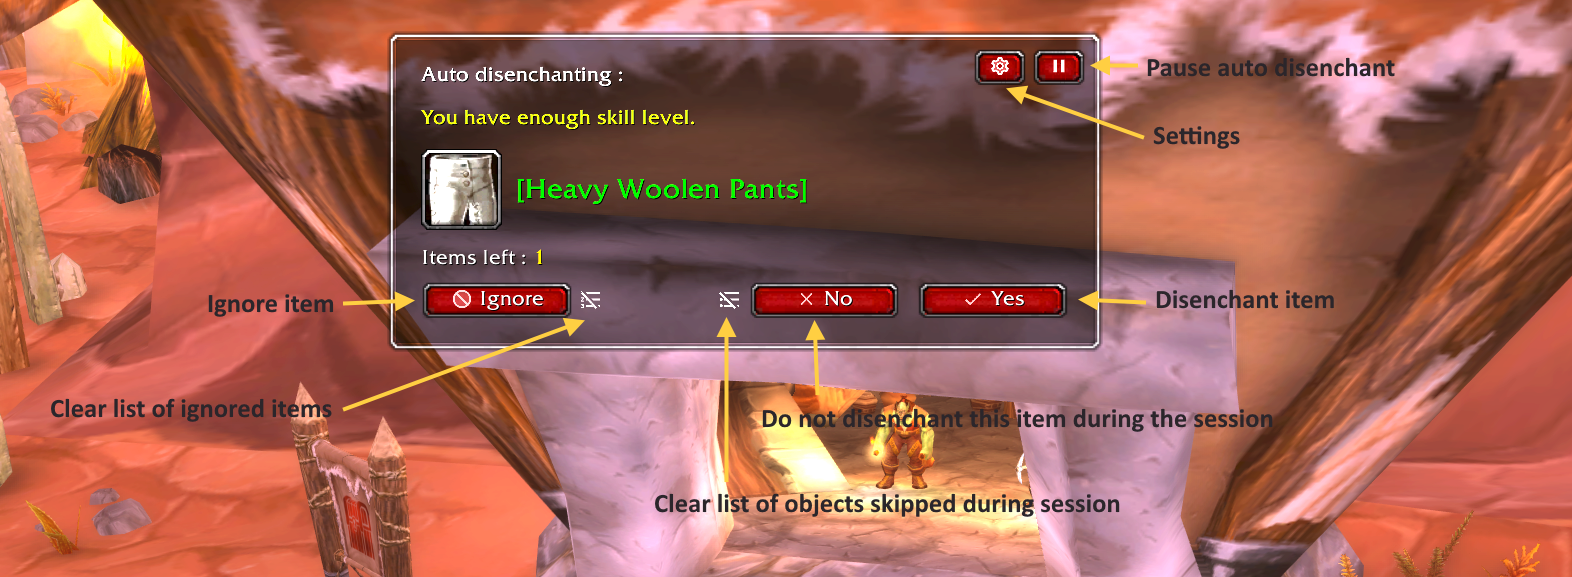 Auto disenchanting :
Pause auto disenchant
You have enough skill level.
Settings
[Heavy Woolen Pants]
Items left : 1
Ignore item
Ignore
No
Yes
Disenchant item
Clear list of ignored items
Do not disenchant this item during the session
Clear list of objects skipped during session